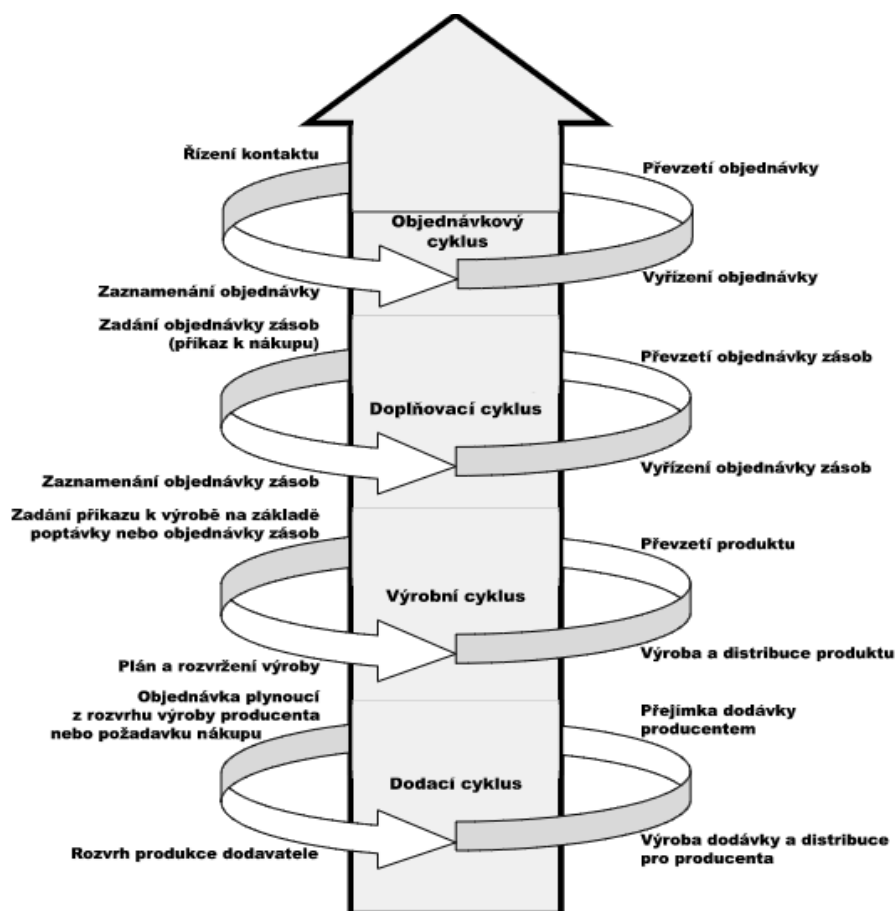 Řízení kontaktu
Převzetí objednávky
Objednávkový
cyklus
Zaznamenání objednávky
Vyřízení objednávky
Zadání objednávky zásob
(příkaz k nákupu)
Převzetí objednávky zásob
Doplňovací cyklus
Zaznamenání objednávky zásob
Vyřízení objednávky zásob
Zadání příkazu k výrobě na základě
poptávky nebo objednávky zásob
Převzetí produktu
Výrobní cyklus
Plán a rozvržení výroby
Výroba a distribuce produktu
Objednávka plynoucí
z rozvrhu výroby producenta
nebo požadavku nákupu
Přejímka dodávky
producentem
Dodací cyklus
Rozvrh produkce dodavatele
Výroba dodávky a distribuce
pro producenta